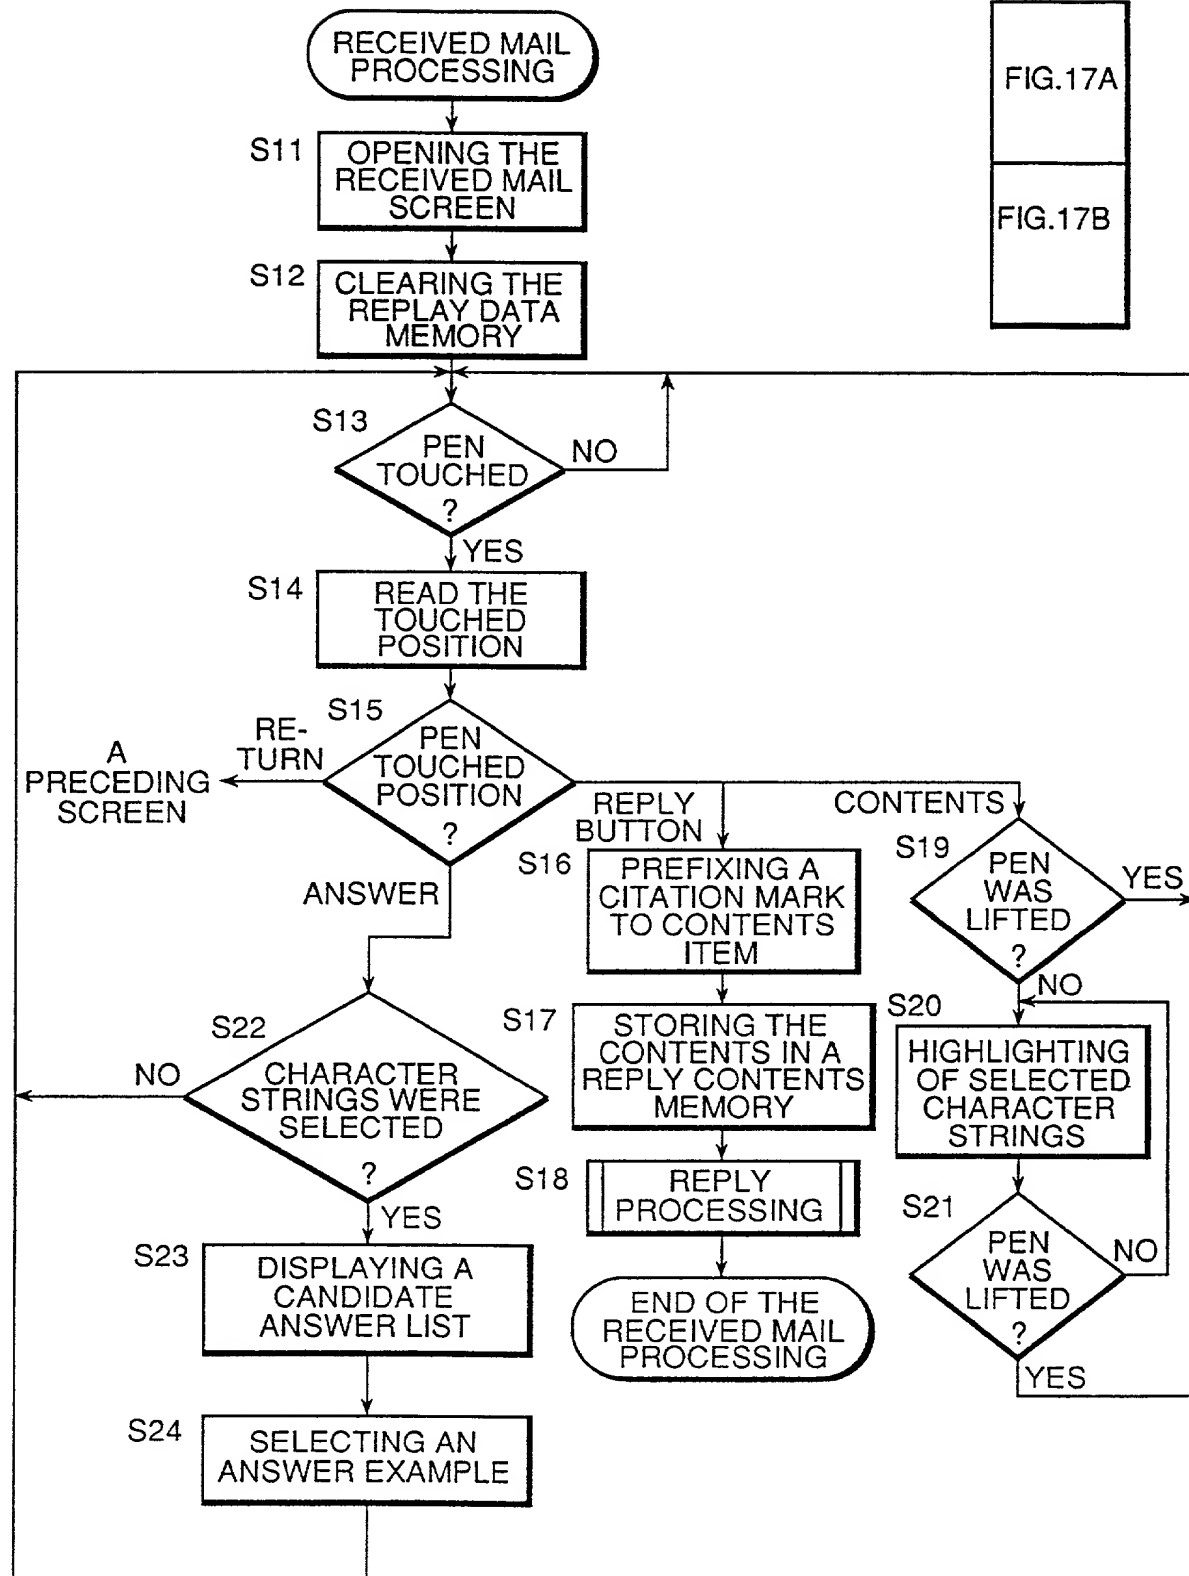 RECEIVED MAIL
PROCESSING
FIG.17A
FIG.17B
S11
OPENING THE
RECEIVED MAIL
SCREEN
S12
CLEARING THE
REPLAY DATA
MEMORY
S13
PEN
TOUCHED
?
NO
YES
S14
READ THE
TOUCHED
POSITION
S15
PEN
TOUCHED
POSITION
?
RE-
TURN
A
PRECEDING
SCREEN
REPLY
BUTTON
CONTENTS
ANSWER
S16
PREFIXING A
CITATION MARK
TO CONTENTS
ITEM
S19
PEN
WAS
LIFTED
?
YES
NO
S17
STORING THE
CONTENTS IN A
REPLY CONTENTS
MEMORY
S20
HIGHLIGHTING
OF SELECTED
CHARACTER
STRINGS
S22
CHARACTER
STRINGS WERE
SELECTED
?
NO
YES
S18
REPLY
PROCESSING
S21
PEN
WAS
LIFTED
?
NO
YES
S23
DISPLAYING A
CANDIDATE
ANSWER LIST
END OF THE
RECEIVED MAIL
PROCESSING
S24
SELECTING AN
ANSWER EXAMPLE